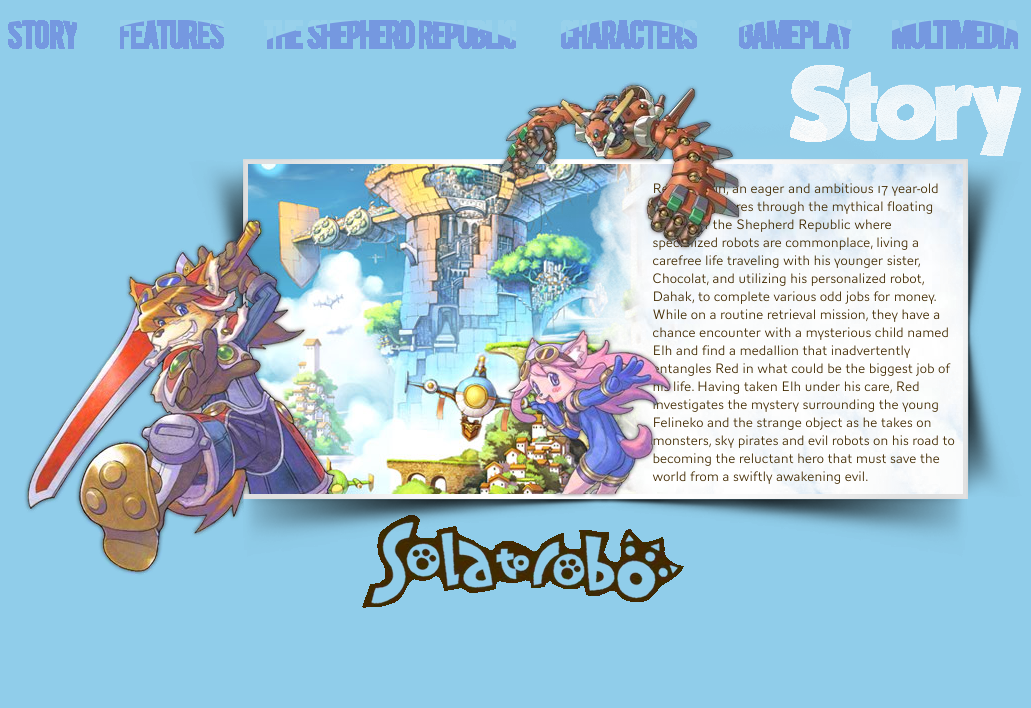 STORY FEATURES THE SHEPHERD REPUBLIC CHARACTERS GAMEPLAY MULTIMEDIA
Story
an eager and ambitious 17 year-old
through the mythical floating
the Shepherd Republic where
specialized robots are commonplace, living a
carefree life traveling with his younger sister,
Chocolat, and utilizing his personalized robot,
Dahak, to complete various odd jobs for money.
While on a routine retrieval mission, they have a
chance encounter with a mysterious child named
Elh and find a medallion that inadvertently
entangles Red in what could be the biggest job of
his life. Having taken Elh under his care, Red
investigates the mystery surrounding the young
Felineko and the strange object as he takes on
monsters, sky pirates and evil robots on his road to
becoming the reluctant hero that must save the
world from a swiftly awakening evil.
Solatorobo